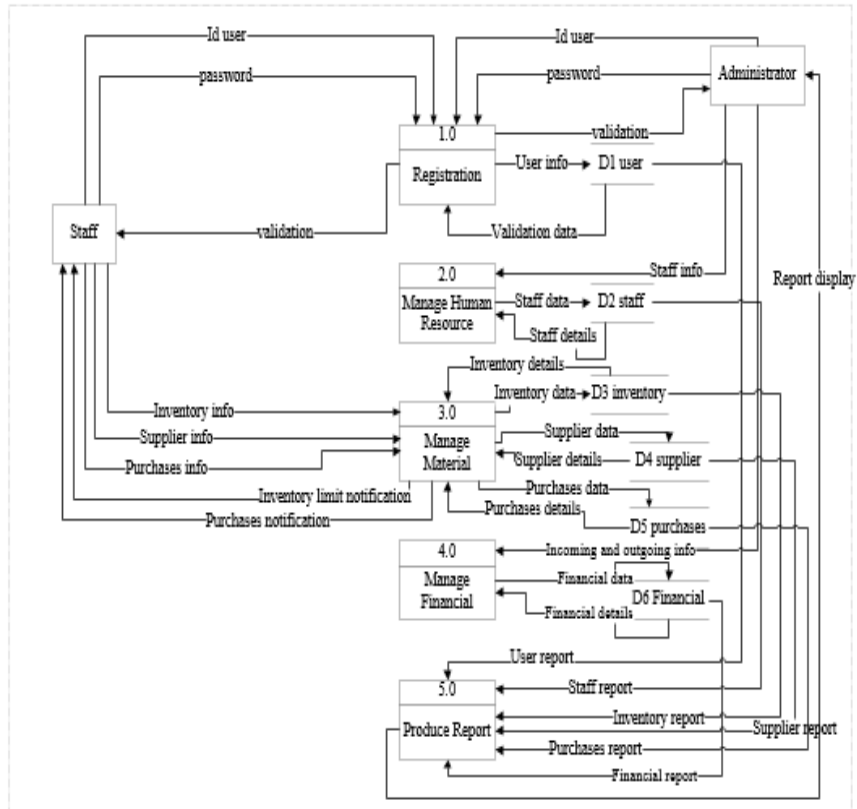 Id user
Id user
password
password
Administrator
1.0
validation
User info
D1 user
Registration
Staff
validation
Validation data
2.0
Staff info
Report display
Manage Human
Resource
Staff data
D2 staff
Staff details
Inventory details
Inventory data
D3 inventory
Inventory info
3.0
Supplier info
Manage
Material
Supplier data
Purchases info
Supplier details
D4 supplier
Inventory limit notification
Purchases data
Purchases notification
Purchases details
D5 purchases
4.0
Incoming and outgoing info
Manage
Financial
Financial data
D6 Financial
Financial details
User report
5.0
Staff report
Produce Report
Inventory report
Supplier report
Purchases report
Financial report